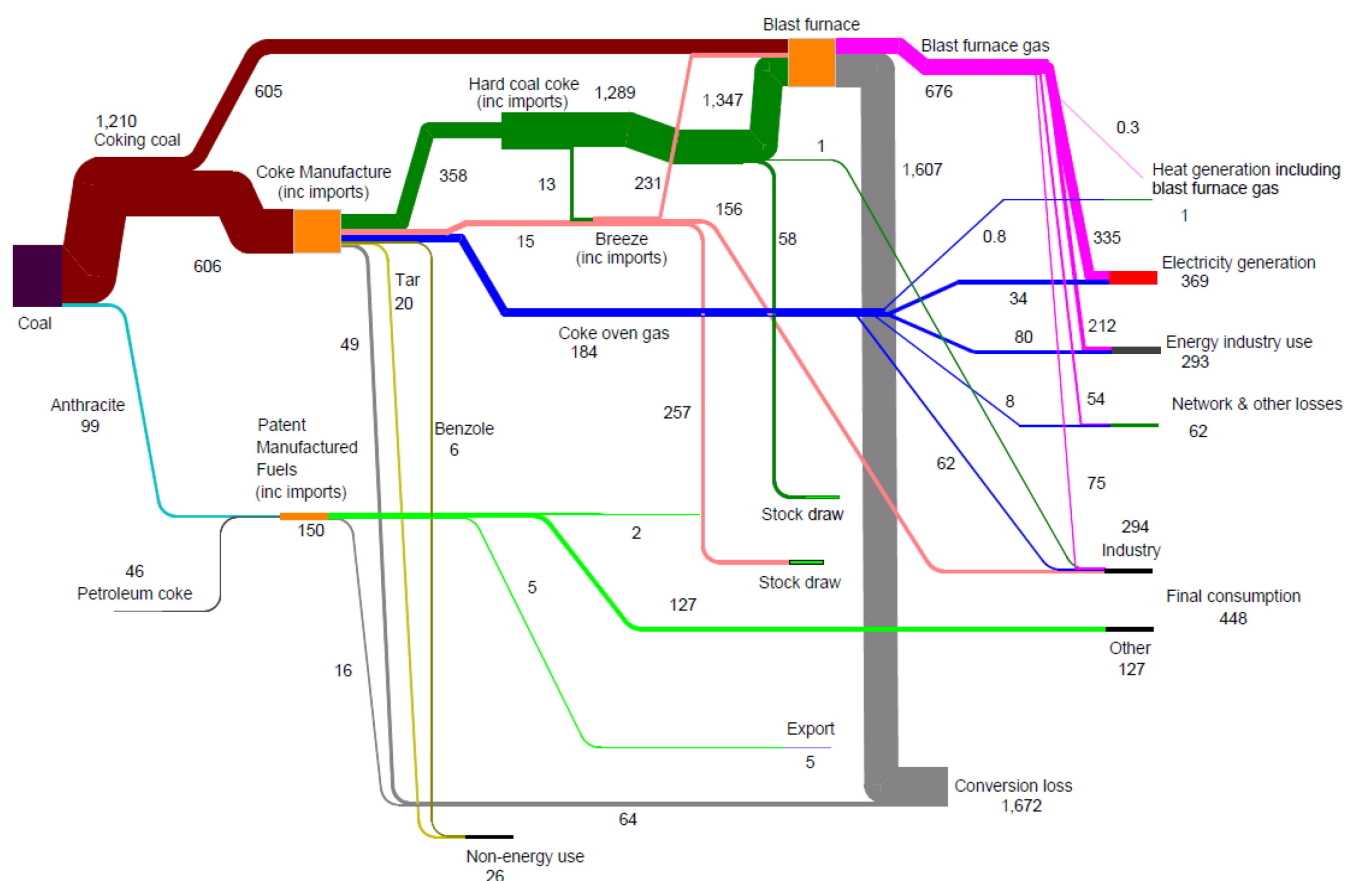 Blast furnace
Blast furnace gas
Hard coal coke
(inc imports)
1,289
1,347
676
605
1,210
Coking coal
0.3
1
Coke Manufacture
(inc imports)
Heat generation including
blast furnace gas
1
358
13
231
1,607
156
15
Breeze
(inc imports)
58
0.8
335
606
Electricity generation
369
Tar
20
34
Coal
49
Coke oven gas
184
80
212
Energy industry use
293
Anthracite
99
257
8
54
Network & other losses
62
Patent
Manufactured
Fuels
(inc imports)
Benzole
6
62
75
150
Stock draw
2
294
Industry
46
Petroleum coke
5
Stock draw
127
Final consumption
448
Other
127
16
Export
5
Conversion loss
1,672
64
Non-energy use
26